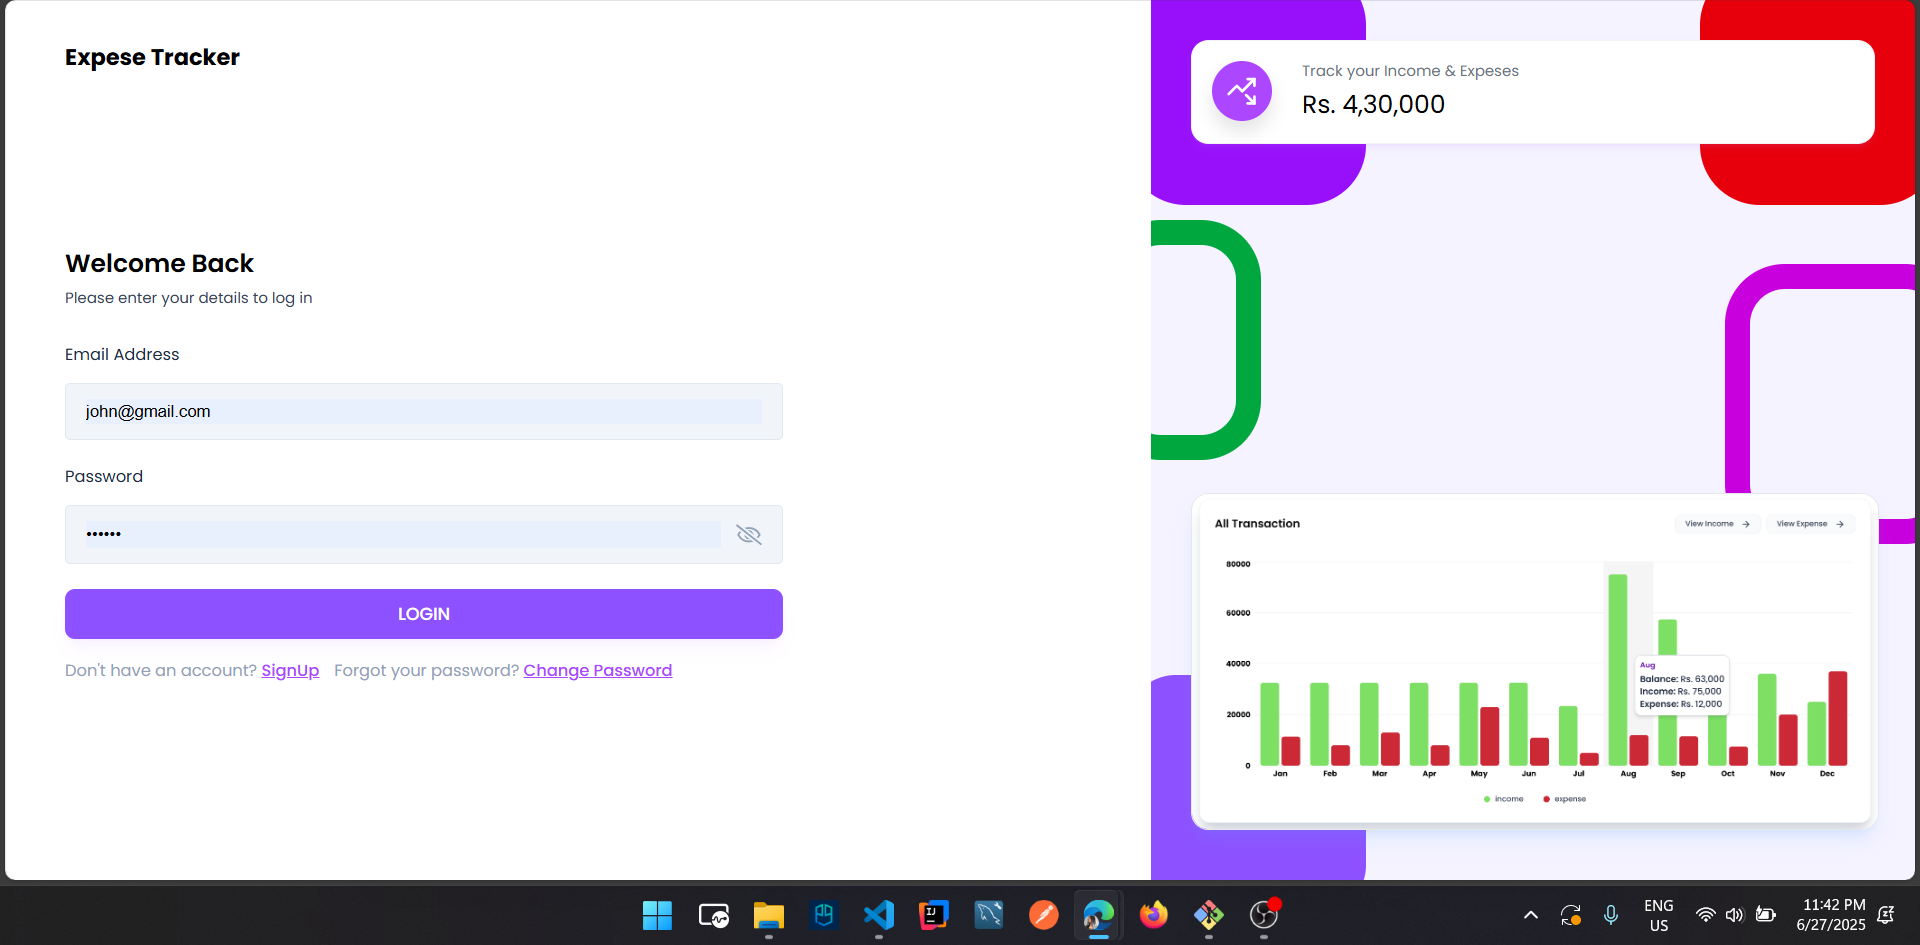 Expese Tracker
Welcome Back
Please enter your details to log in
Email Address
john@gmail.com
Password
••••••
LOGIN
Don't have an account? SignUp Forgot your password? Change Password
Track your Income & Expeses
Rs. 4,30,000
All Transaction
View Income →
View Expense →
80000
60000
40000
20000
0
Aug
Balance: Rs. 63,000
Income: Rs. 75,000
Expense: Rs. 12,000
Jan Feb Mar Apr May Jun Jul Aug Sep Oct Nov Dec
income expense
IJ
ENG
US
11:42 PM
6/27/2025